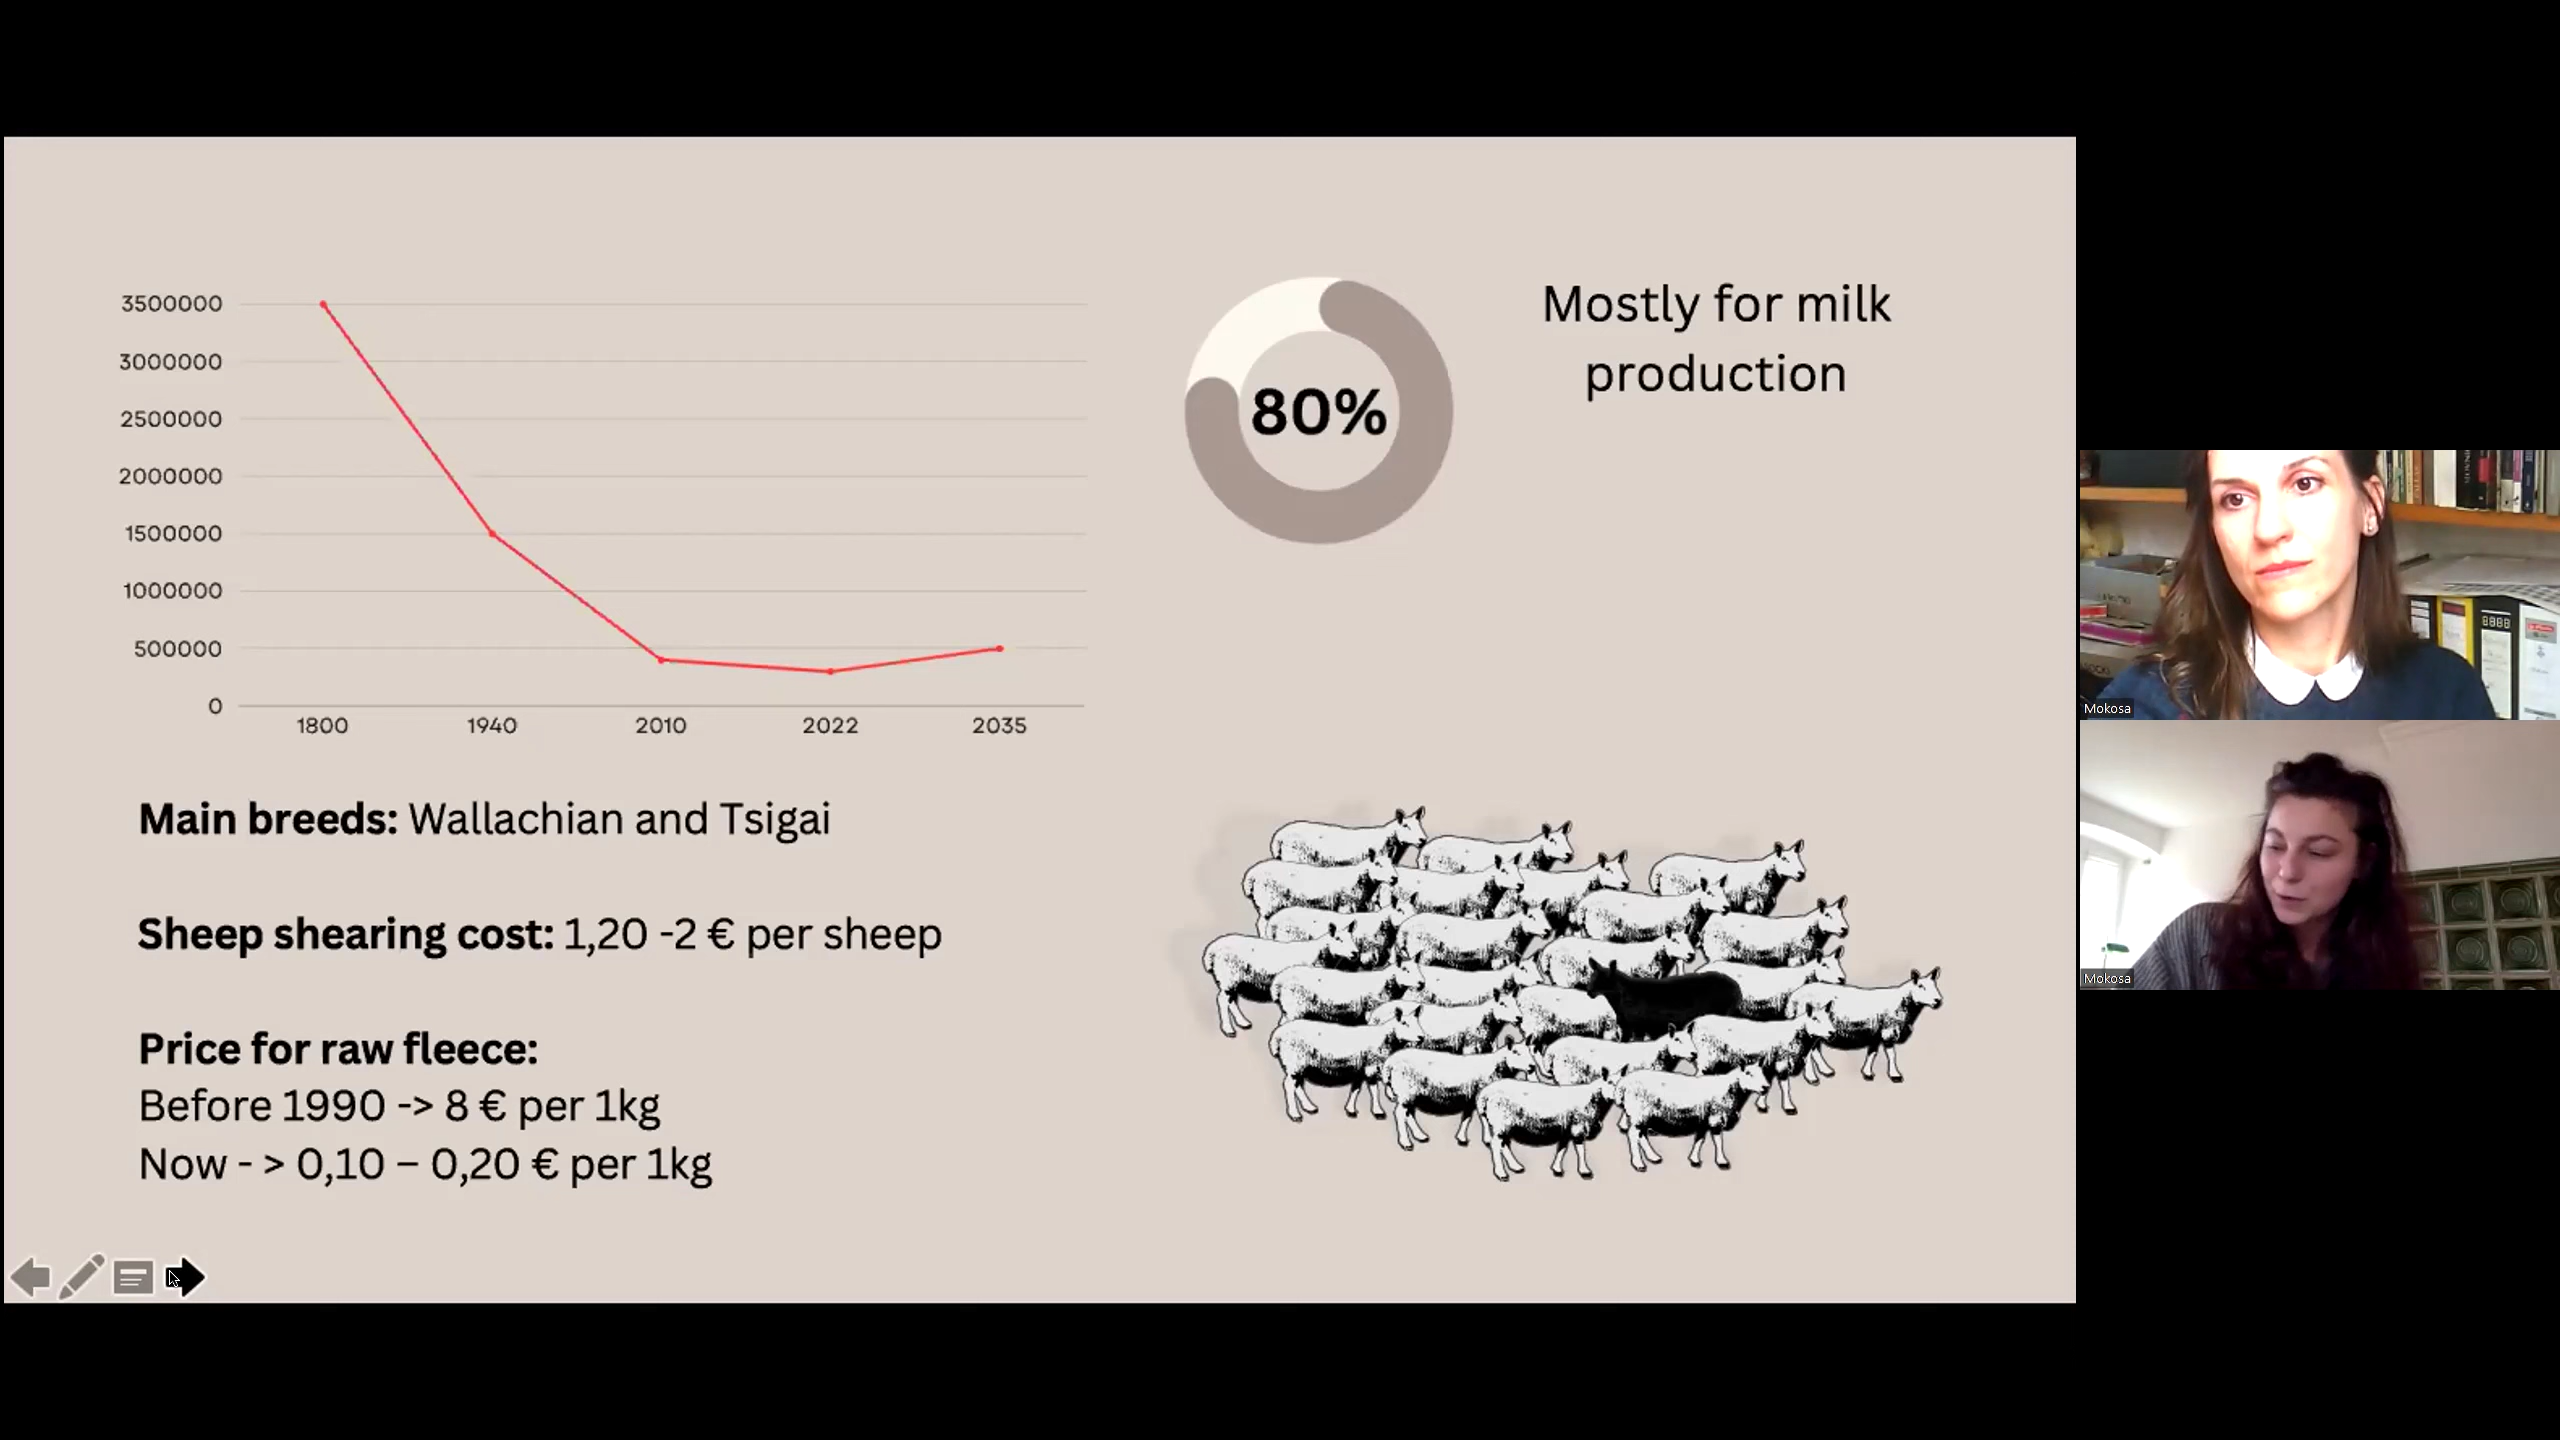 3500000
3000000
2500000
2000000
1500000
1000000
500000
0
1800 1940 2010 2022 2035
80%
Mostly for milk
production
Main breeds: Wallachian and Tsigai
Sheep shearing cost: 1,20 -2 € per sheep
Price for raw fleece:
Before 1990 -> 8 € per 1kg
Now - > 0,10 – 0,20 € per 1kg
Mokosa
Mokosa